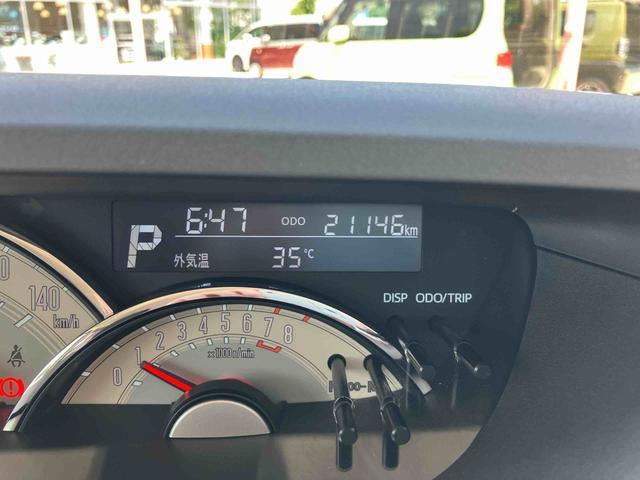 6:47 ODO 21146km
P
外気温 35℃
DISP ODO/TRIP
140
km/h
0 1 2 3 4 5 6 7 8
x1000r/min